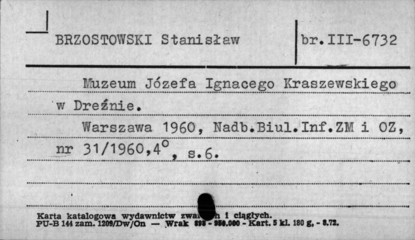 BRZOSTOWSKI Stanisław br.III-6732
Muzeum Józefa Ignacego Kraszewskiego
w Dreźnie.
Warszawa 1960, Nadb.Biul.Inf.ZM i OZ,
nr 31/1960,4°, s.6.
Karta katalogowa wydawnictw i ciągłych.
PU-B 144 zam. 1209/Dw/On — Wrak - Kart. 5 kl. 180 g, - 8.72.